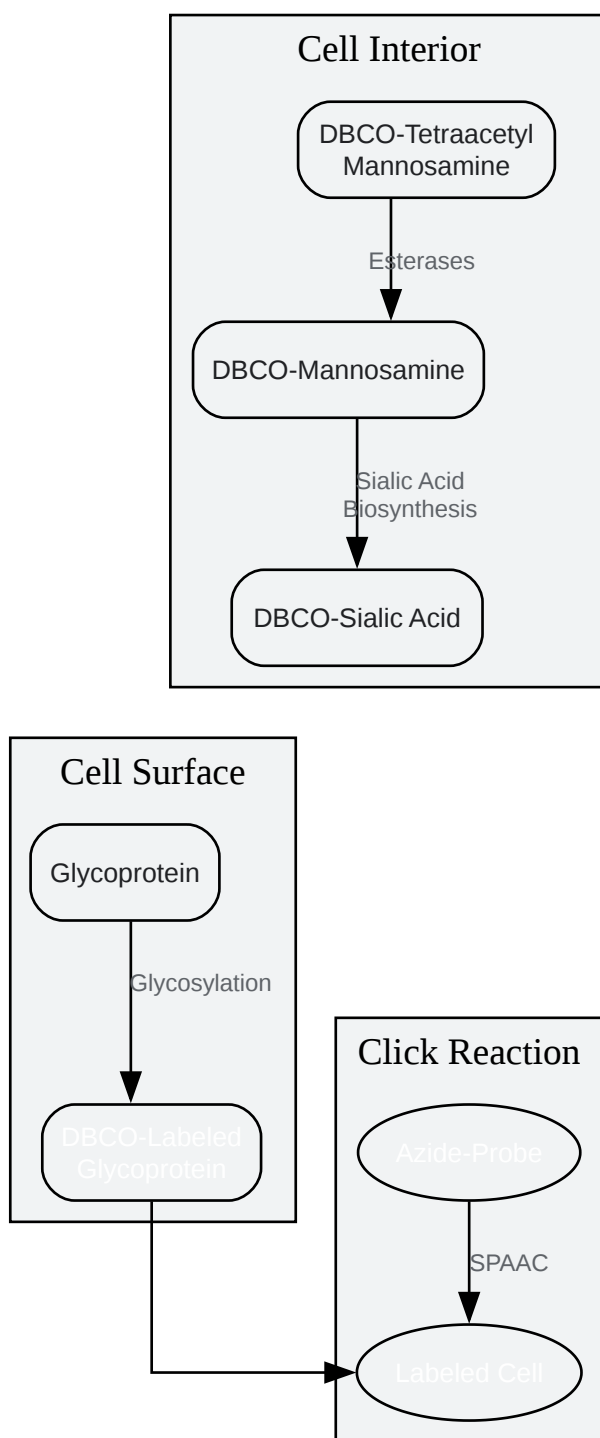 Cell Interior
DBCO-Tetraacetyl
Mannosamine
Esterases
DBCO-Mannosamine
Sialic Acid
Biosynthesis
DBCO-Sialic Acid
Cell Surface
Glycoprotein
Glycosylation
DBCO-Labeled
Glycoprotein
Click Reaction
Azide-Probe
SPAAC
Labeled Cell